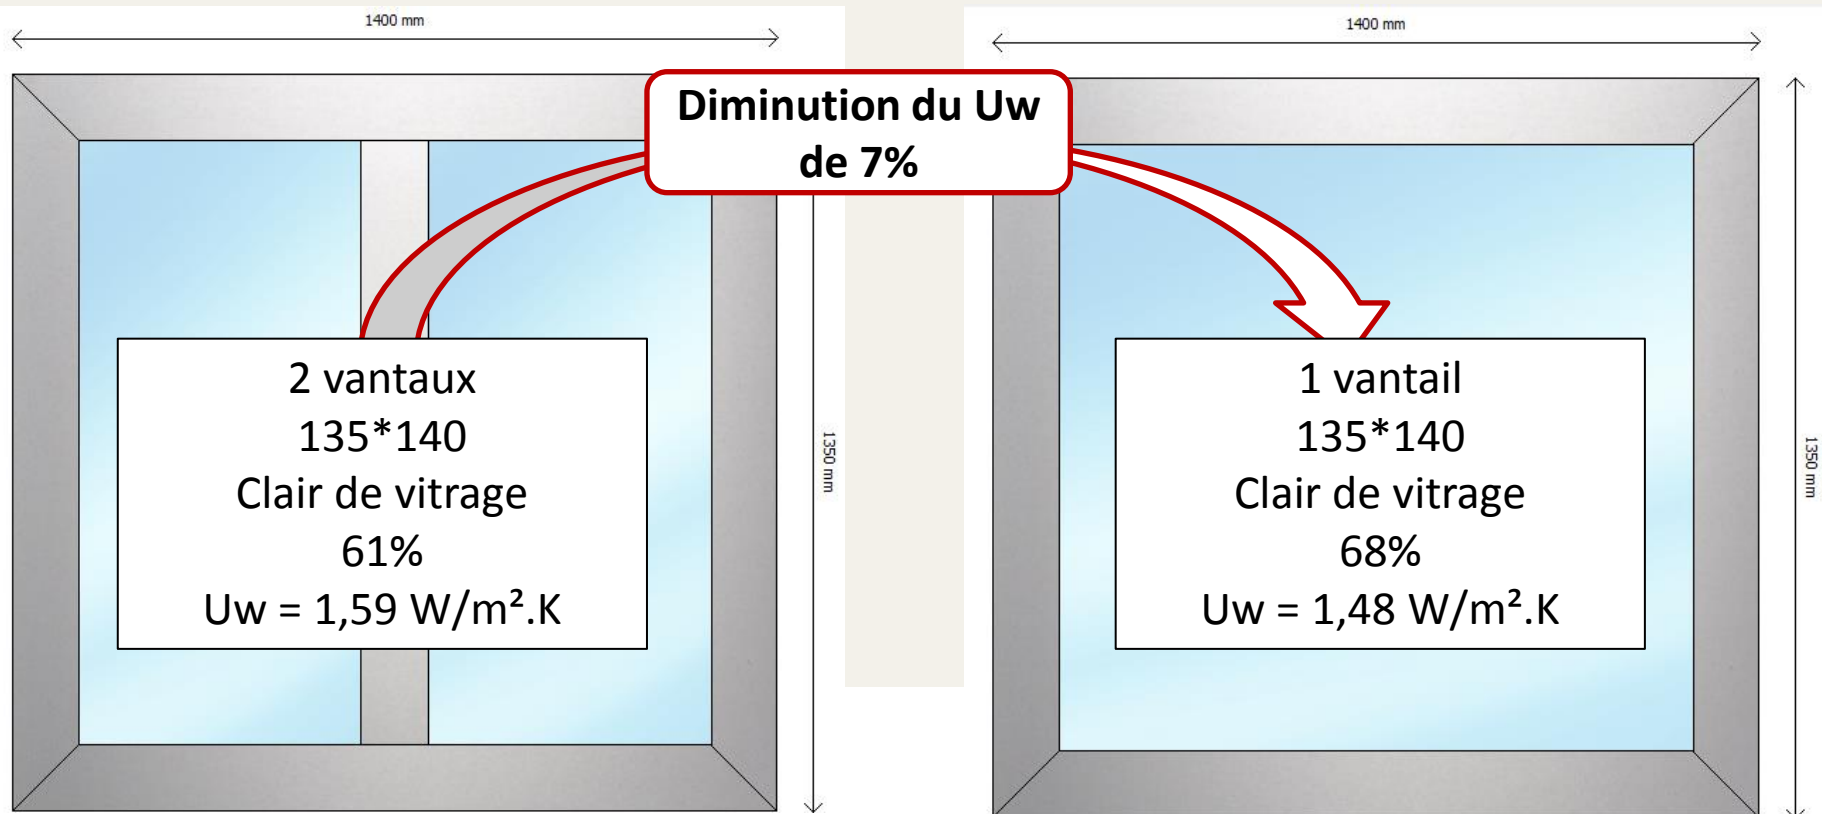 1400 mm
1400 mm
Diminution du Uw
de 7%
2 vantaux
135*140
Clair de vitrage
61%
Uw = 1,59 W/m².K
1350 mm
1 vantail
135*140
Clair de vitrage
68%
Uw = 1,48 W/m².K
1350 mm